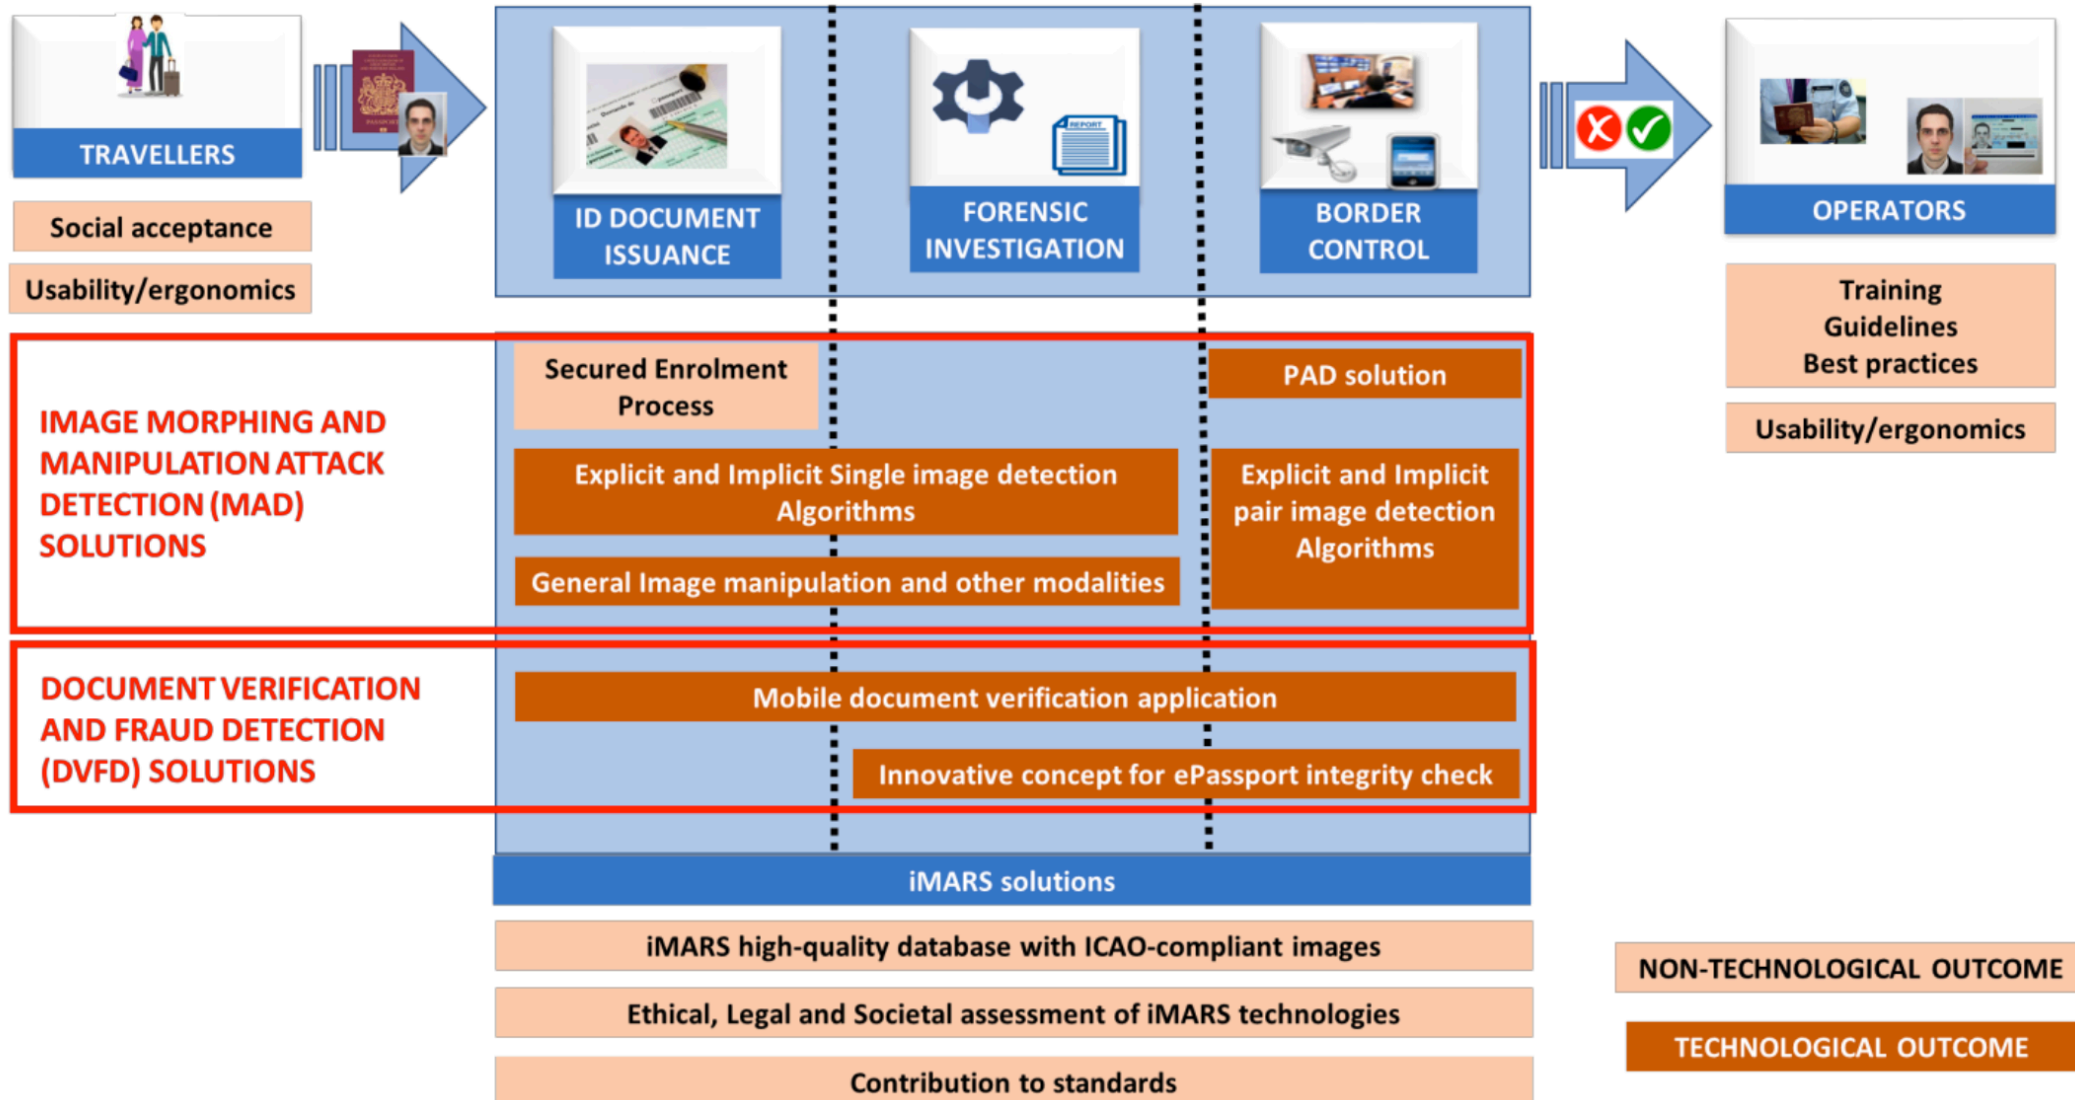 TRAVELLERS
Social acceptance
Usability/ergonomics
PASSPORT
ID DOCUMENT
ISSUANCE
REPORT
FORENSIC
INVESTIGATION
BORDER
CONTROL
OPERATORS
Training
Guidelines
Best practices
Usability/ergonomics
IMAGE MORPHING AND
MANIPULATION ATTACK
DETECTION (MAD)
SOLUTIONS
Secured Enrolment
Process
PAD solution
Explicit and Implicit Single image detection
Algorithms
Explicit and Implicit
pair image detection
Algorithms
General Image manipulation and other modalities
DOCUMENT VERIFICATION
AND FRAUD DETECTION
(DVFD) SOLUTIONS
Mobile document verification application
Innovative concept for ePassport integrity check
iMARS solutions
iMARS high-quality database with ICAO-compliant images
Ethical, Legal and Societal assessment of iMARS technologies
Contribution to standards
NON-TECHNOLOGICAL OUTCOME
TECHNOLOGICAL OUTCOME